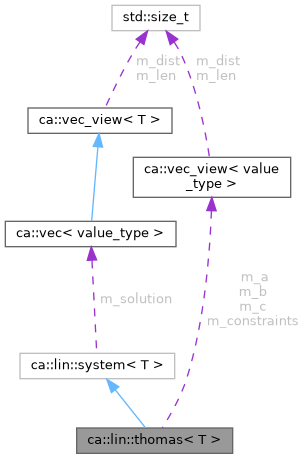 std::size_t
m_dist
m_len
m_dist
m_len
ca::vec_view< T >
ca::vec_view< value
_type >
ca::vec< value_type >
m_solution
m_a
m_b
m_c
m_constraints
ca::lin::system< T >
ca::lin::thomas< T >